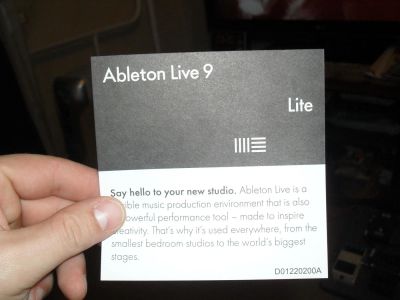 Ableton Live 9
Lite
Say hello to your new studio. Ableton Live is a
ble music production environment that is also
powerful performance tool – made to inspire
creativity. That's why it's used everywhere, from the
smallest bedroom studios to the world's biggest
stages.
D01220200A